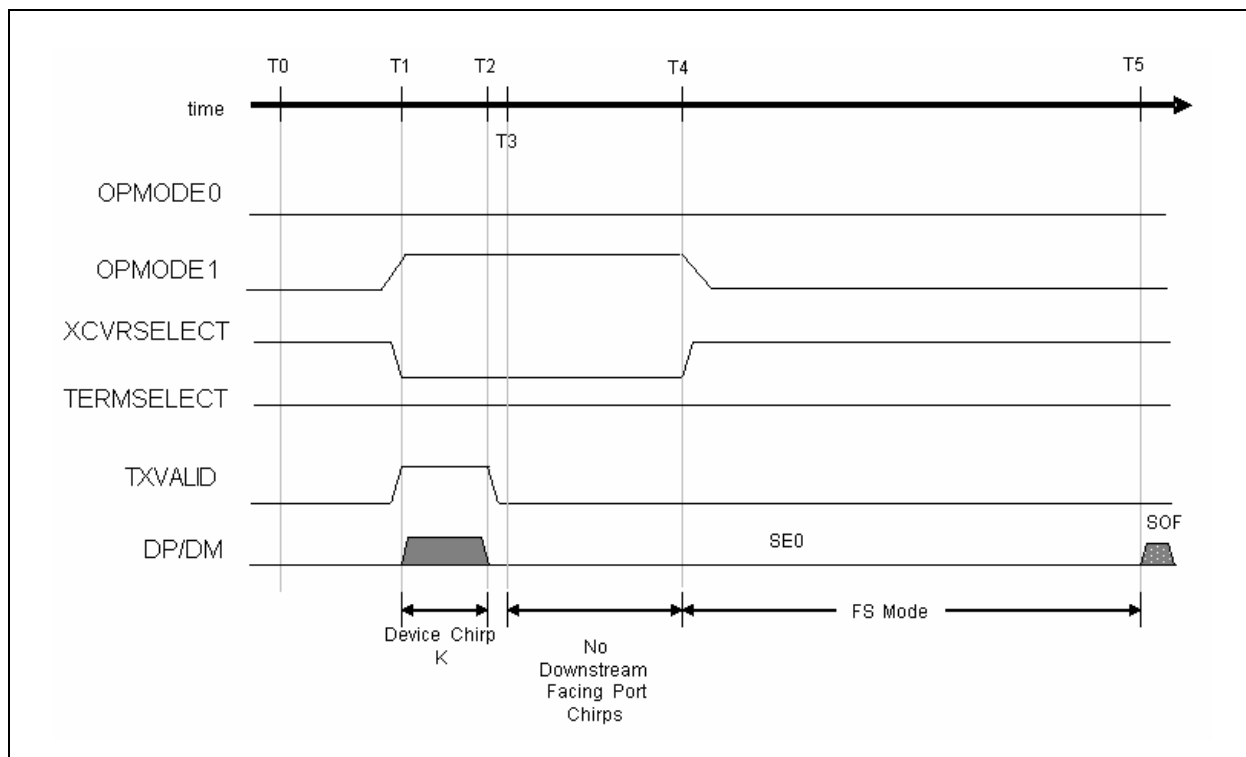 T0
T1
T2
T4
T5
time
T3
OPMODE0
OPMODE1
XCVRSELECT
TERMSELECT
TXVALID
SOF
DP/DM
SE0
FS Mode
Device Chirp
K
No
Downstream
Facing Port
Chirps